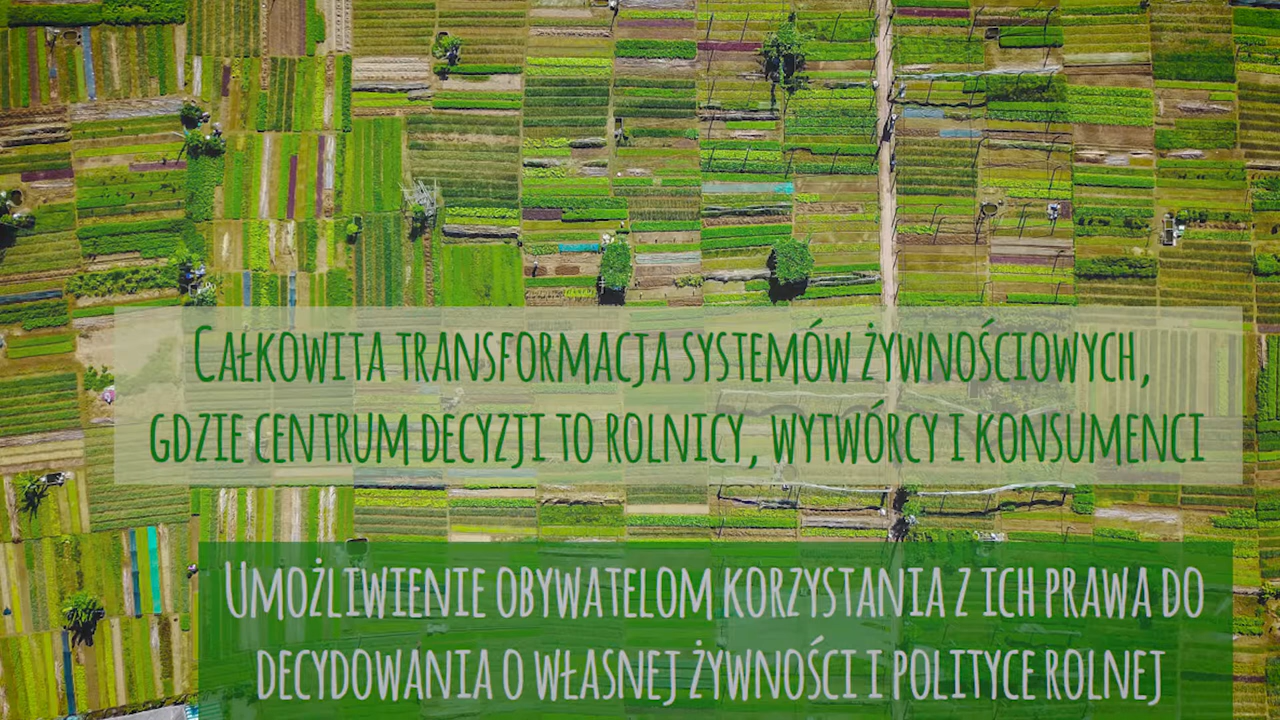 Całkowita transformacja systemów żywnościowych,
gdzie centrum decyzji to rolnicy, wytwórcy i konsumenci
Umożliwienie obywatelom korzystania z ich prawa do
decydowania o własnej żywności i polityce rolnej